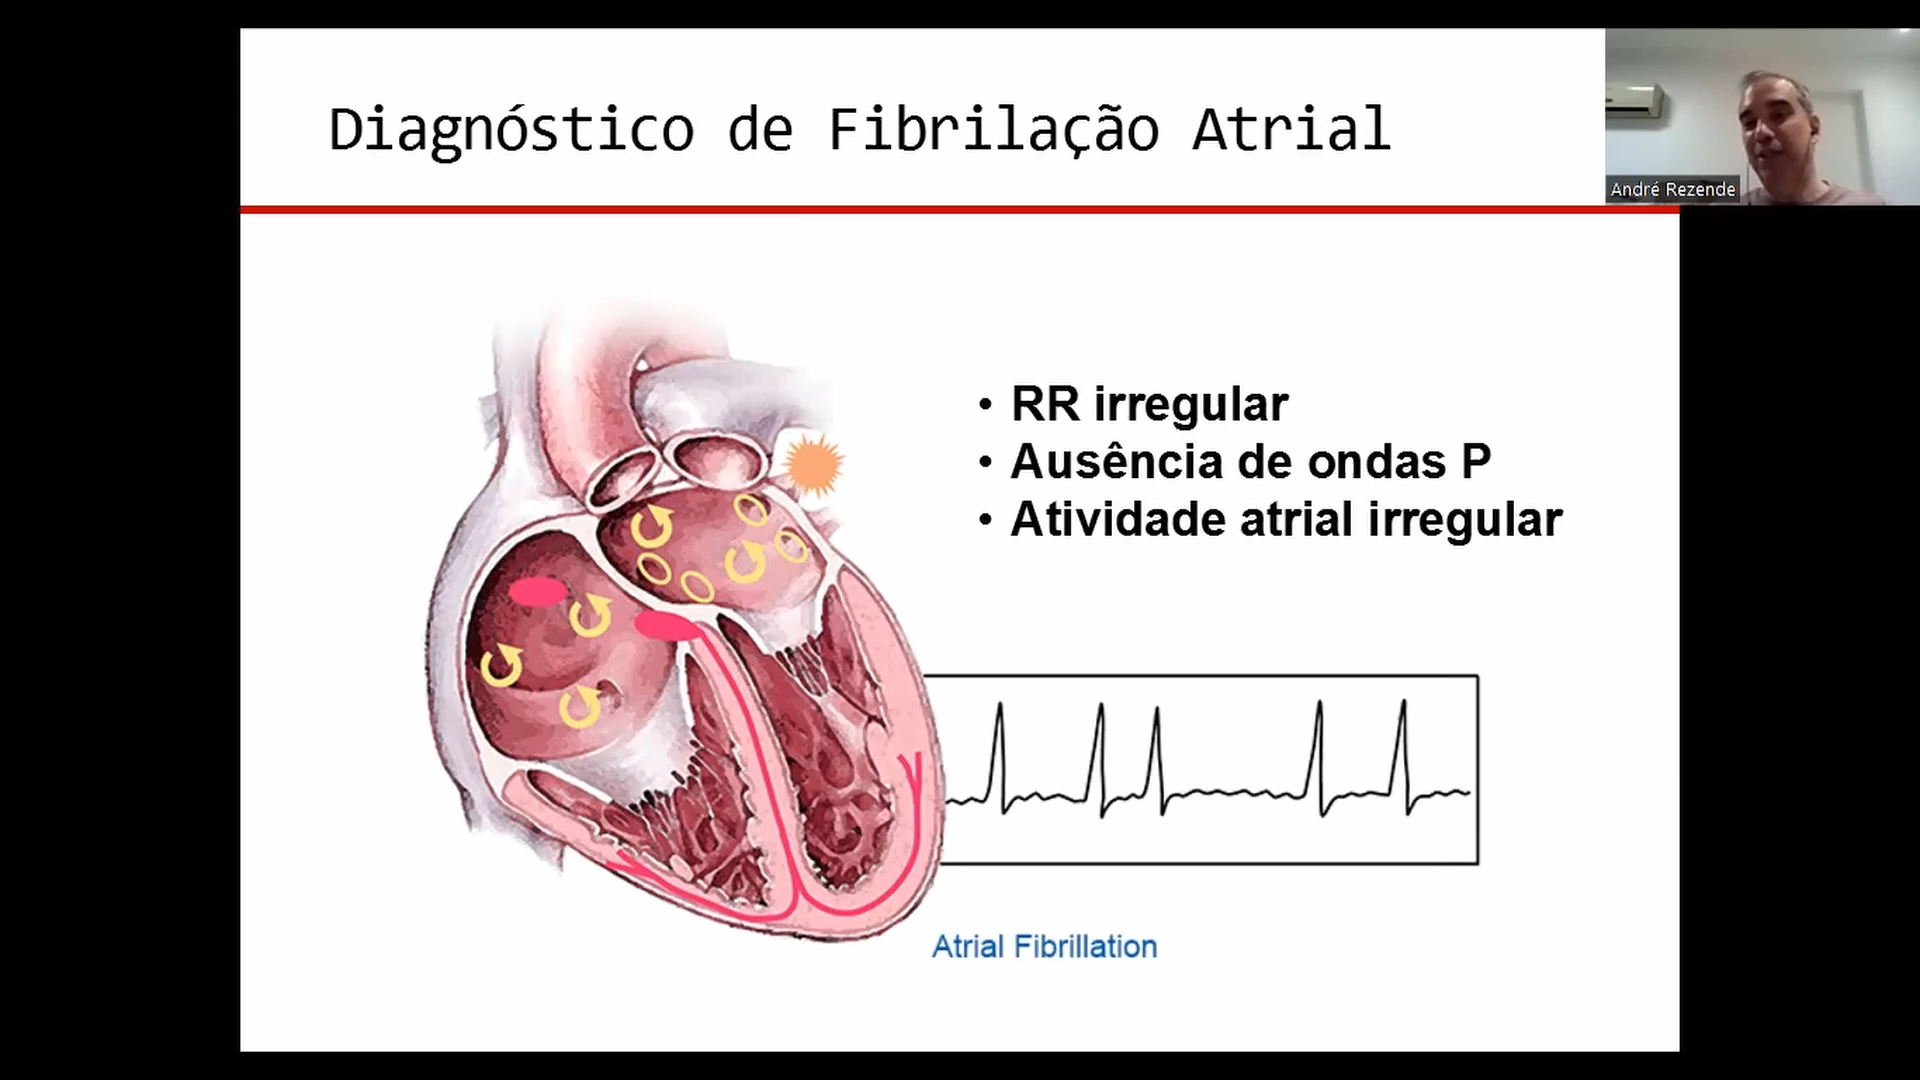 Diagnóstico de Fibrilação Atrial
André Rezende
• RR irregular
• Ausência de ondas P
• Atividade atrial irregular
Atrial Fibrillation